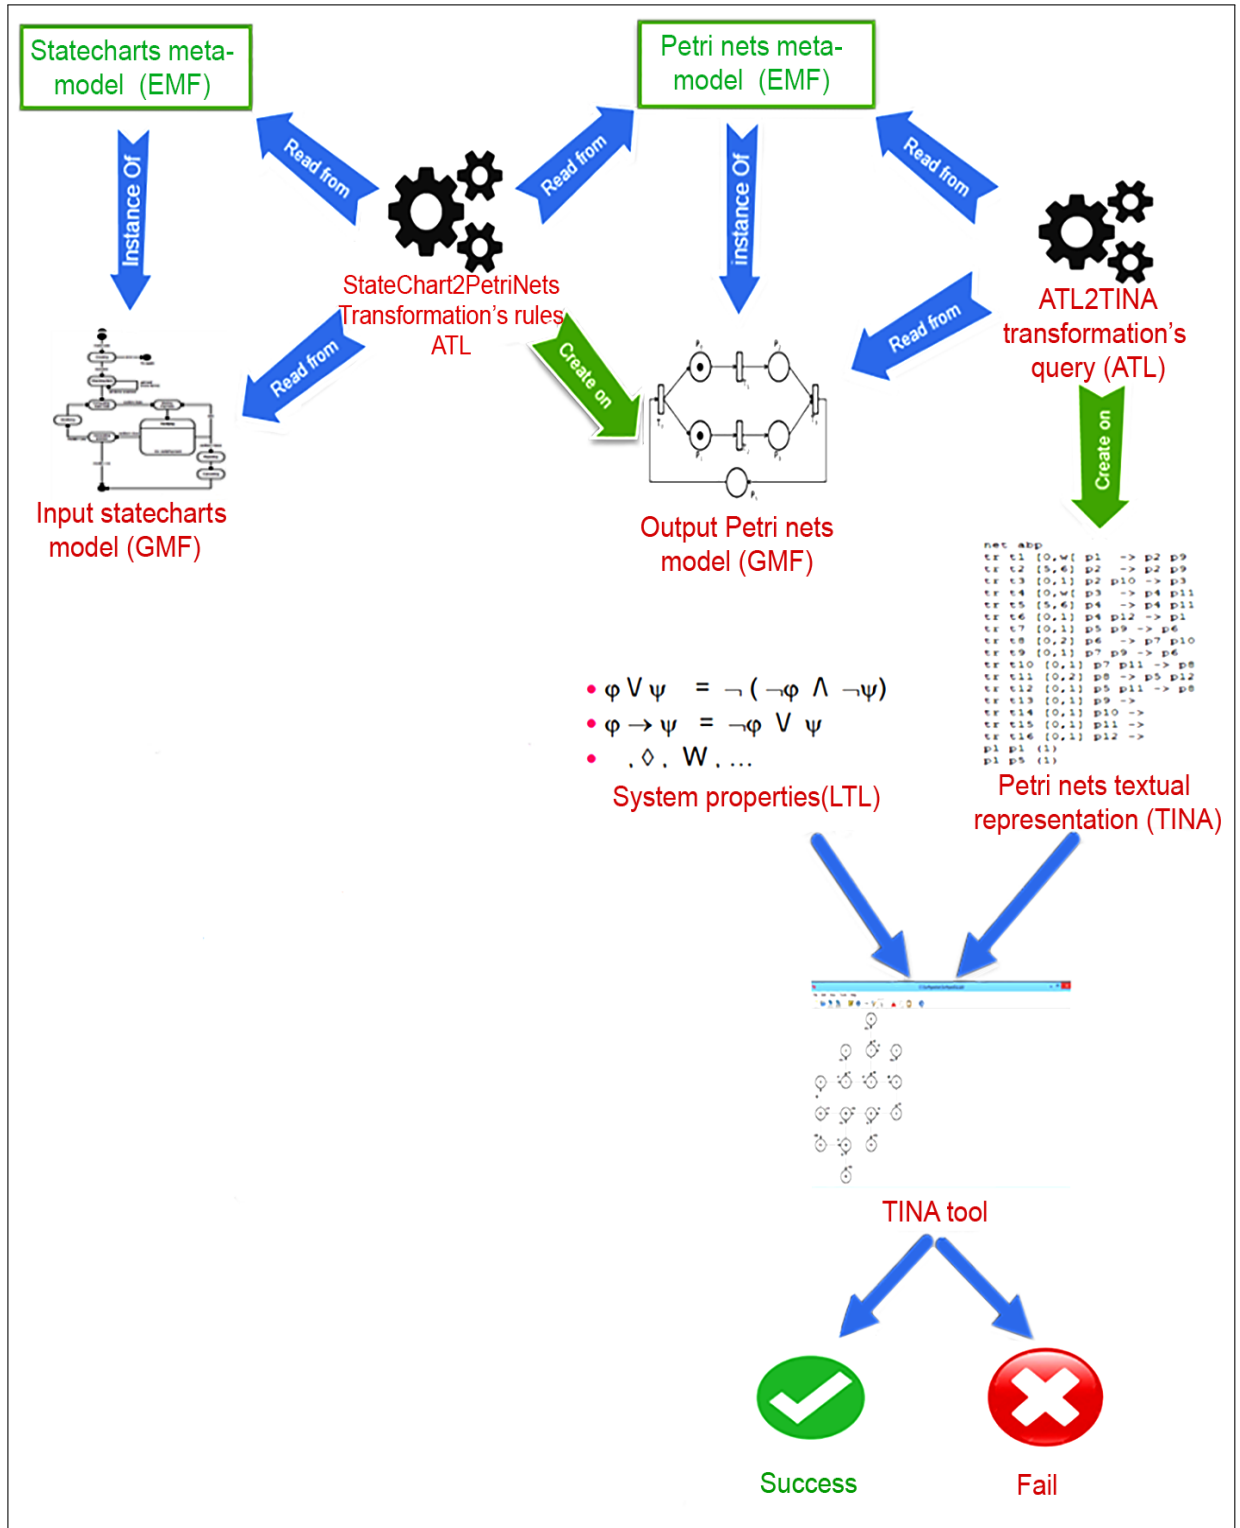 Statecharts meta-
model (EMF)
Petri nets meta-
model (EMF)
Read from
Read from
Read from
Instance Of
instance Of
StateChart2PetriNets
Transformation's rules
ATL
ATL2TINA
transformation's
query (ATL)
Read from
Create on
Read from
Create on
Input statecharts
model (GMF)
Output Petri nets
model (GMF)
net abp
tr t1 [0,w[ p1 -> p2 p9
tr t2 [5,6] p2 -> p2 p9
tr t3 [0,1] p2 p10 -> p3
tr t4 [0,w[ p3 -> p4 p11
tr t5 [5,6] p4 -> p4 p11
tr t6 [0,1] p4 p12 -> p1
tr t7 [0,1] p5 p9 -> p6
tr t8 [0,2] p6 -> p7 p10
tr t9 [0,1] p7 p9 -> p6
tr t10 [0,1] p7 p11 -> p8
tr t11 [0,2] p8 -> p5 p12
tr t12 [0,1] p5 p11 -> p8
tr t13 [0,1] p9 ->
tr t14 [0,1] p10 ->
tr t15 [0,1] p11 ->
tr t16 [0,1] p12 ->
pl p1 (1)
pl p5 (1)
• φ V ψ = ¬ ( ¬φ Λ ¬ψ)
• φ → ψ = ¬φ V ψ
• , ◊ , W , ...
System properties(LTL)
Petri nets textual
representation (TINA)
TINA tool
Success
Fail